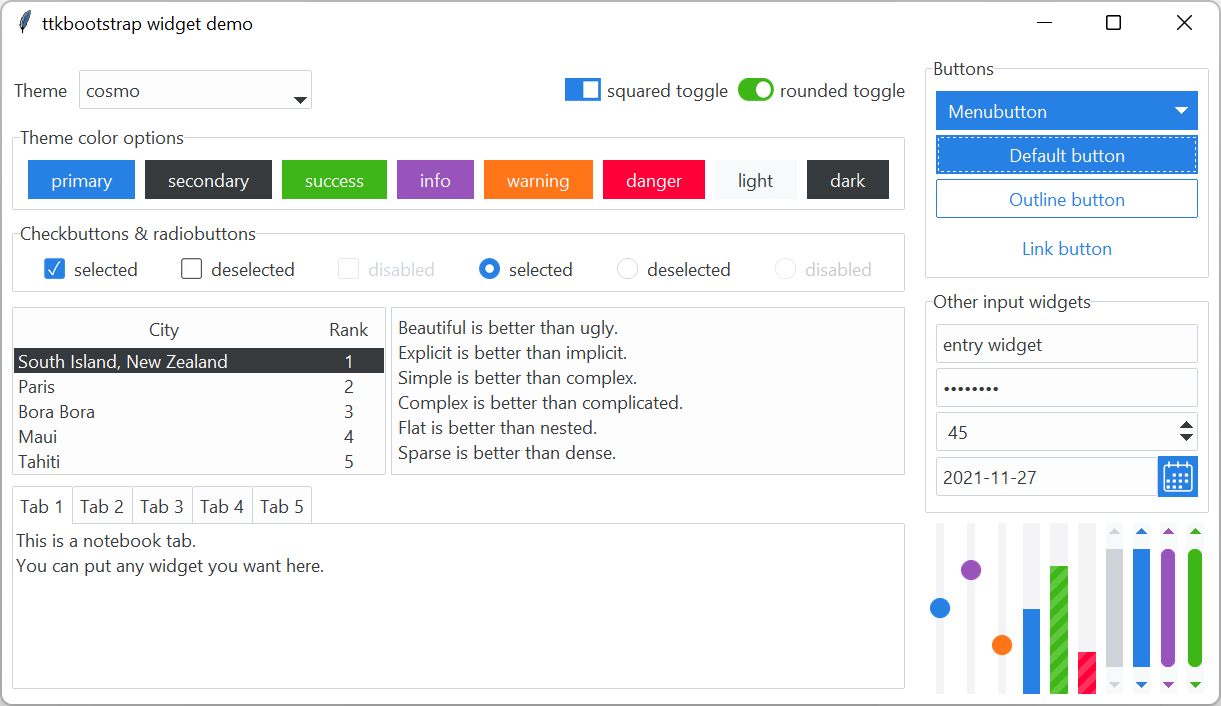 ttkbootstrap widget demo
Theme
cosmo
squared toggle
rounded toggle
Theme color options
primary
secondary
success
info
warning
danger
light
dark
Checkbuttons & radiobuttons
selected
deselected
disabled
selected
deselected
disabled
City Rank
South Island, New Zealand 1
Paris 2
Bora Bora 3
Maui 4
Tahiti 5
Beautiful is better than ugly.
Explicit is better than implicit.
Simple is better than complex.
Complex is better than complicated.
Flat is better than nested.
Sparse is better than dense.
Tab 1
Tab 2
Tab 3
Tab 4
Tab 5
This is a notebook tab.
You can put any widget you want here.
Buttons
Menubutton
Default button
Outline button
Link button
Other input widgets
entry widget
••••••••
45
2021-11-27